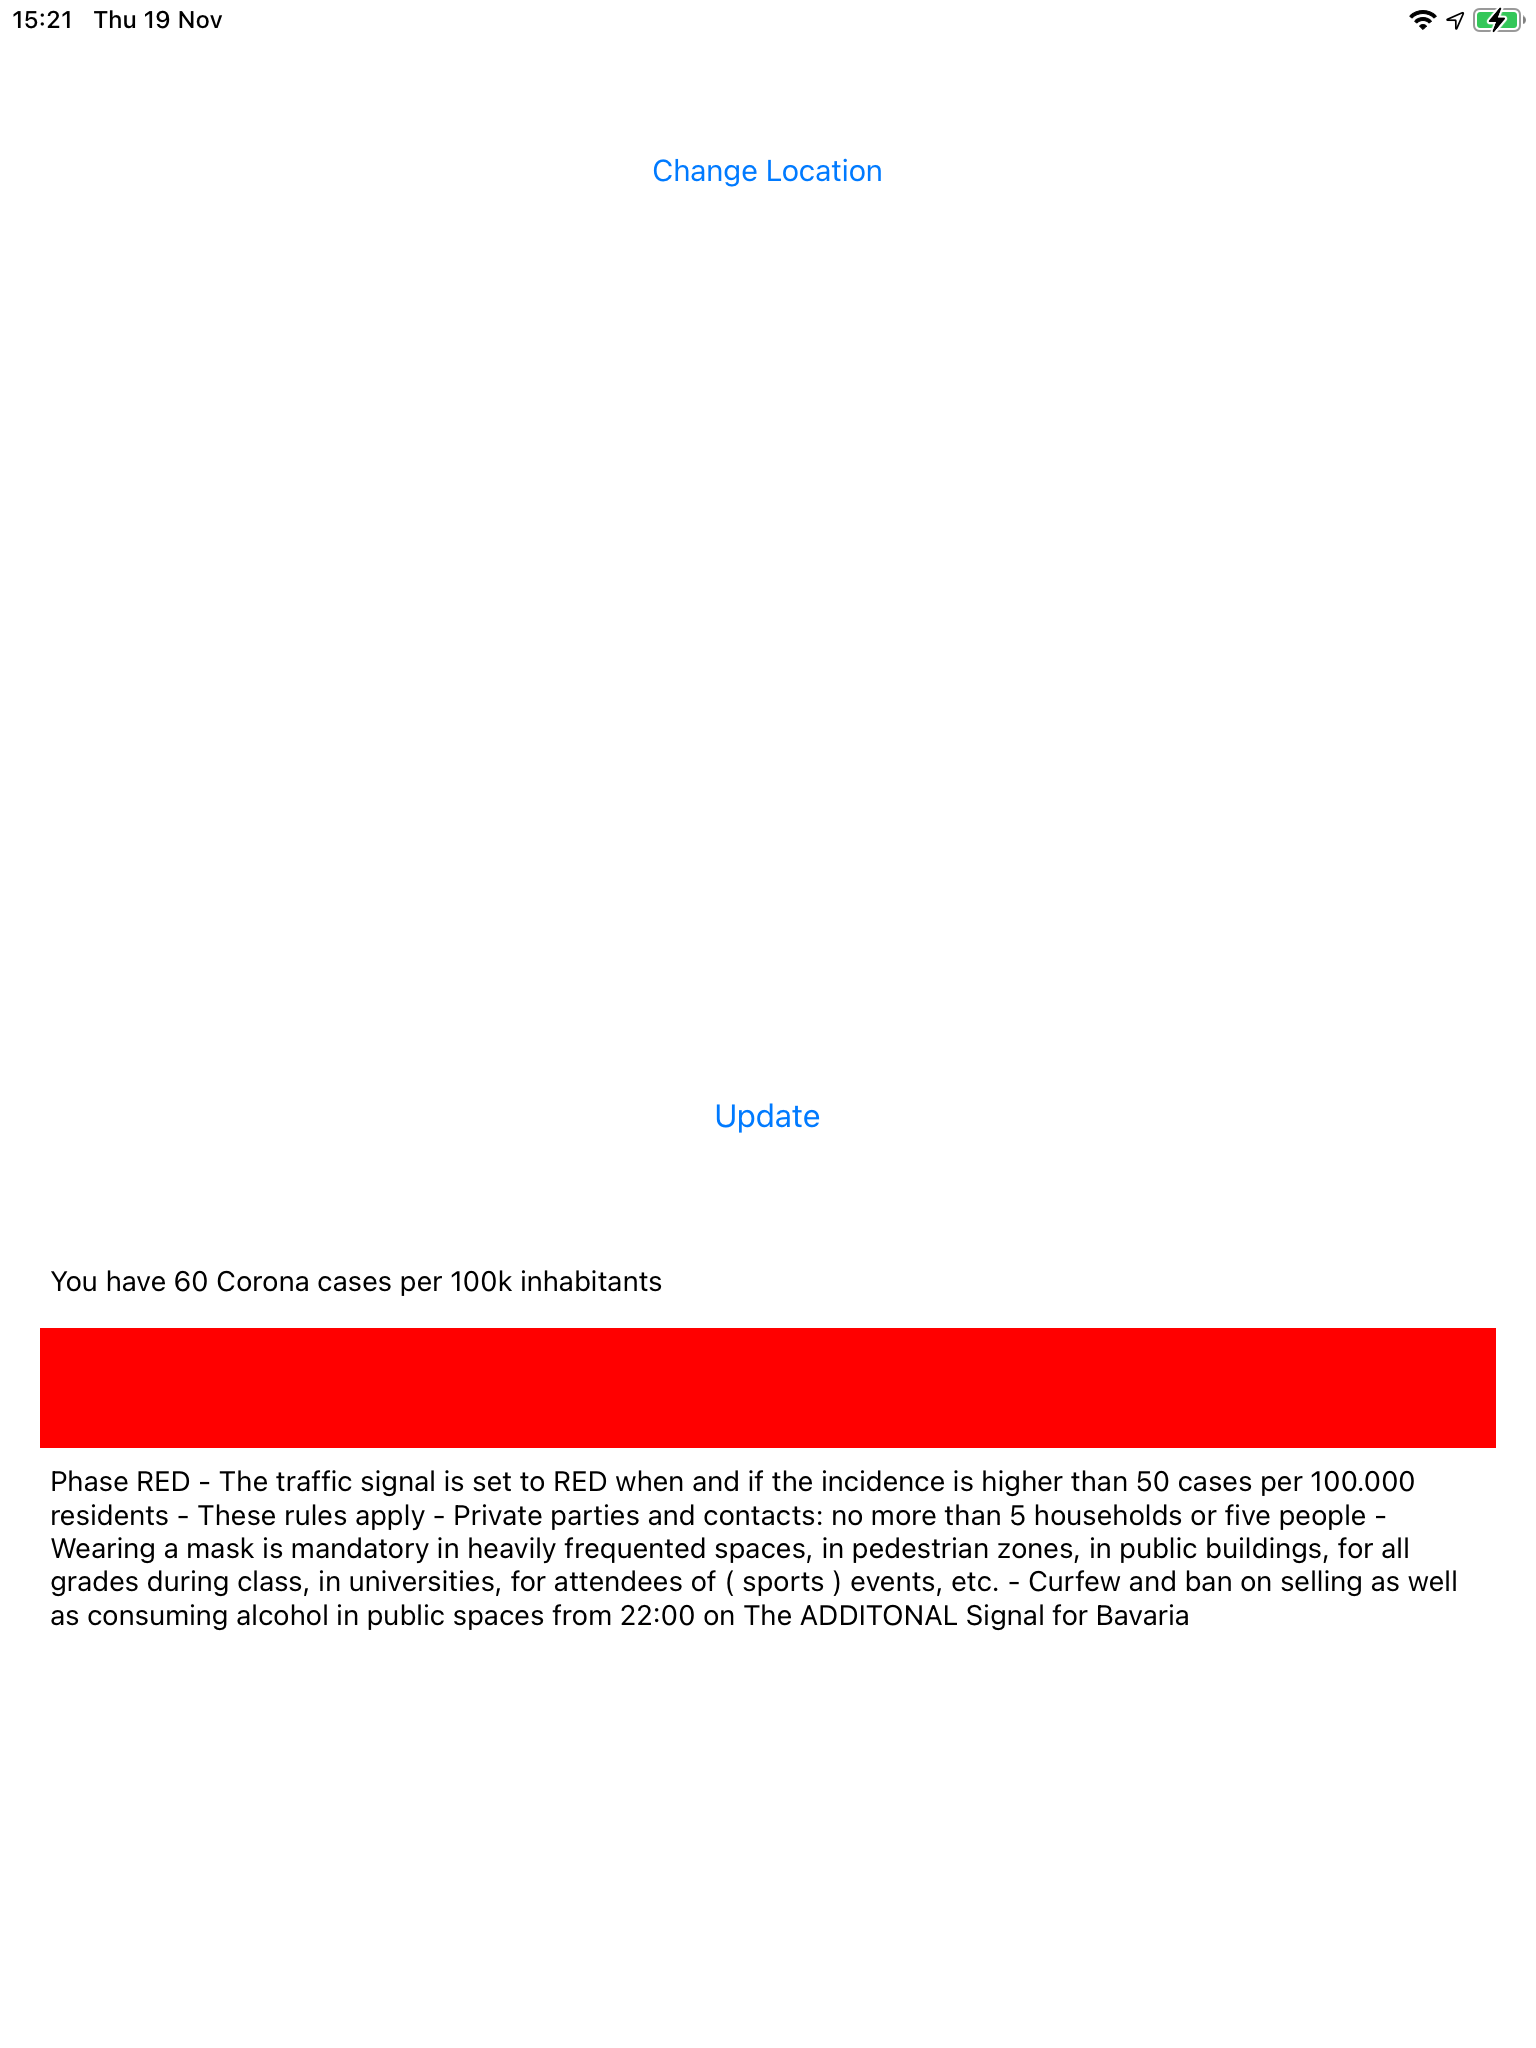 15:21 Thu 19 Nov
Change Location
Update
You have 60 Corona cases per 100k inhabitants
Phase RED - The traffic signal is set to RED when and if the incidence is higher than 50 cases per 100.000
residents - These rules apply - Private parties and contacts: no more than 5 households or five people -
Wearing a mask is mandatory in heavily frequented spaces, in pedestrian zones, in public buildings, for all
grades during class, in universities, for attendees of ( sports ) events, etc. - Curfew and ban on selling as well
as consuming alcohol in public spaces from 22:00 on The ADDITONAL Signal for Bavaria